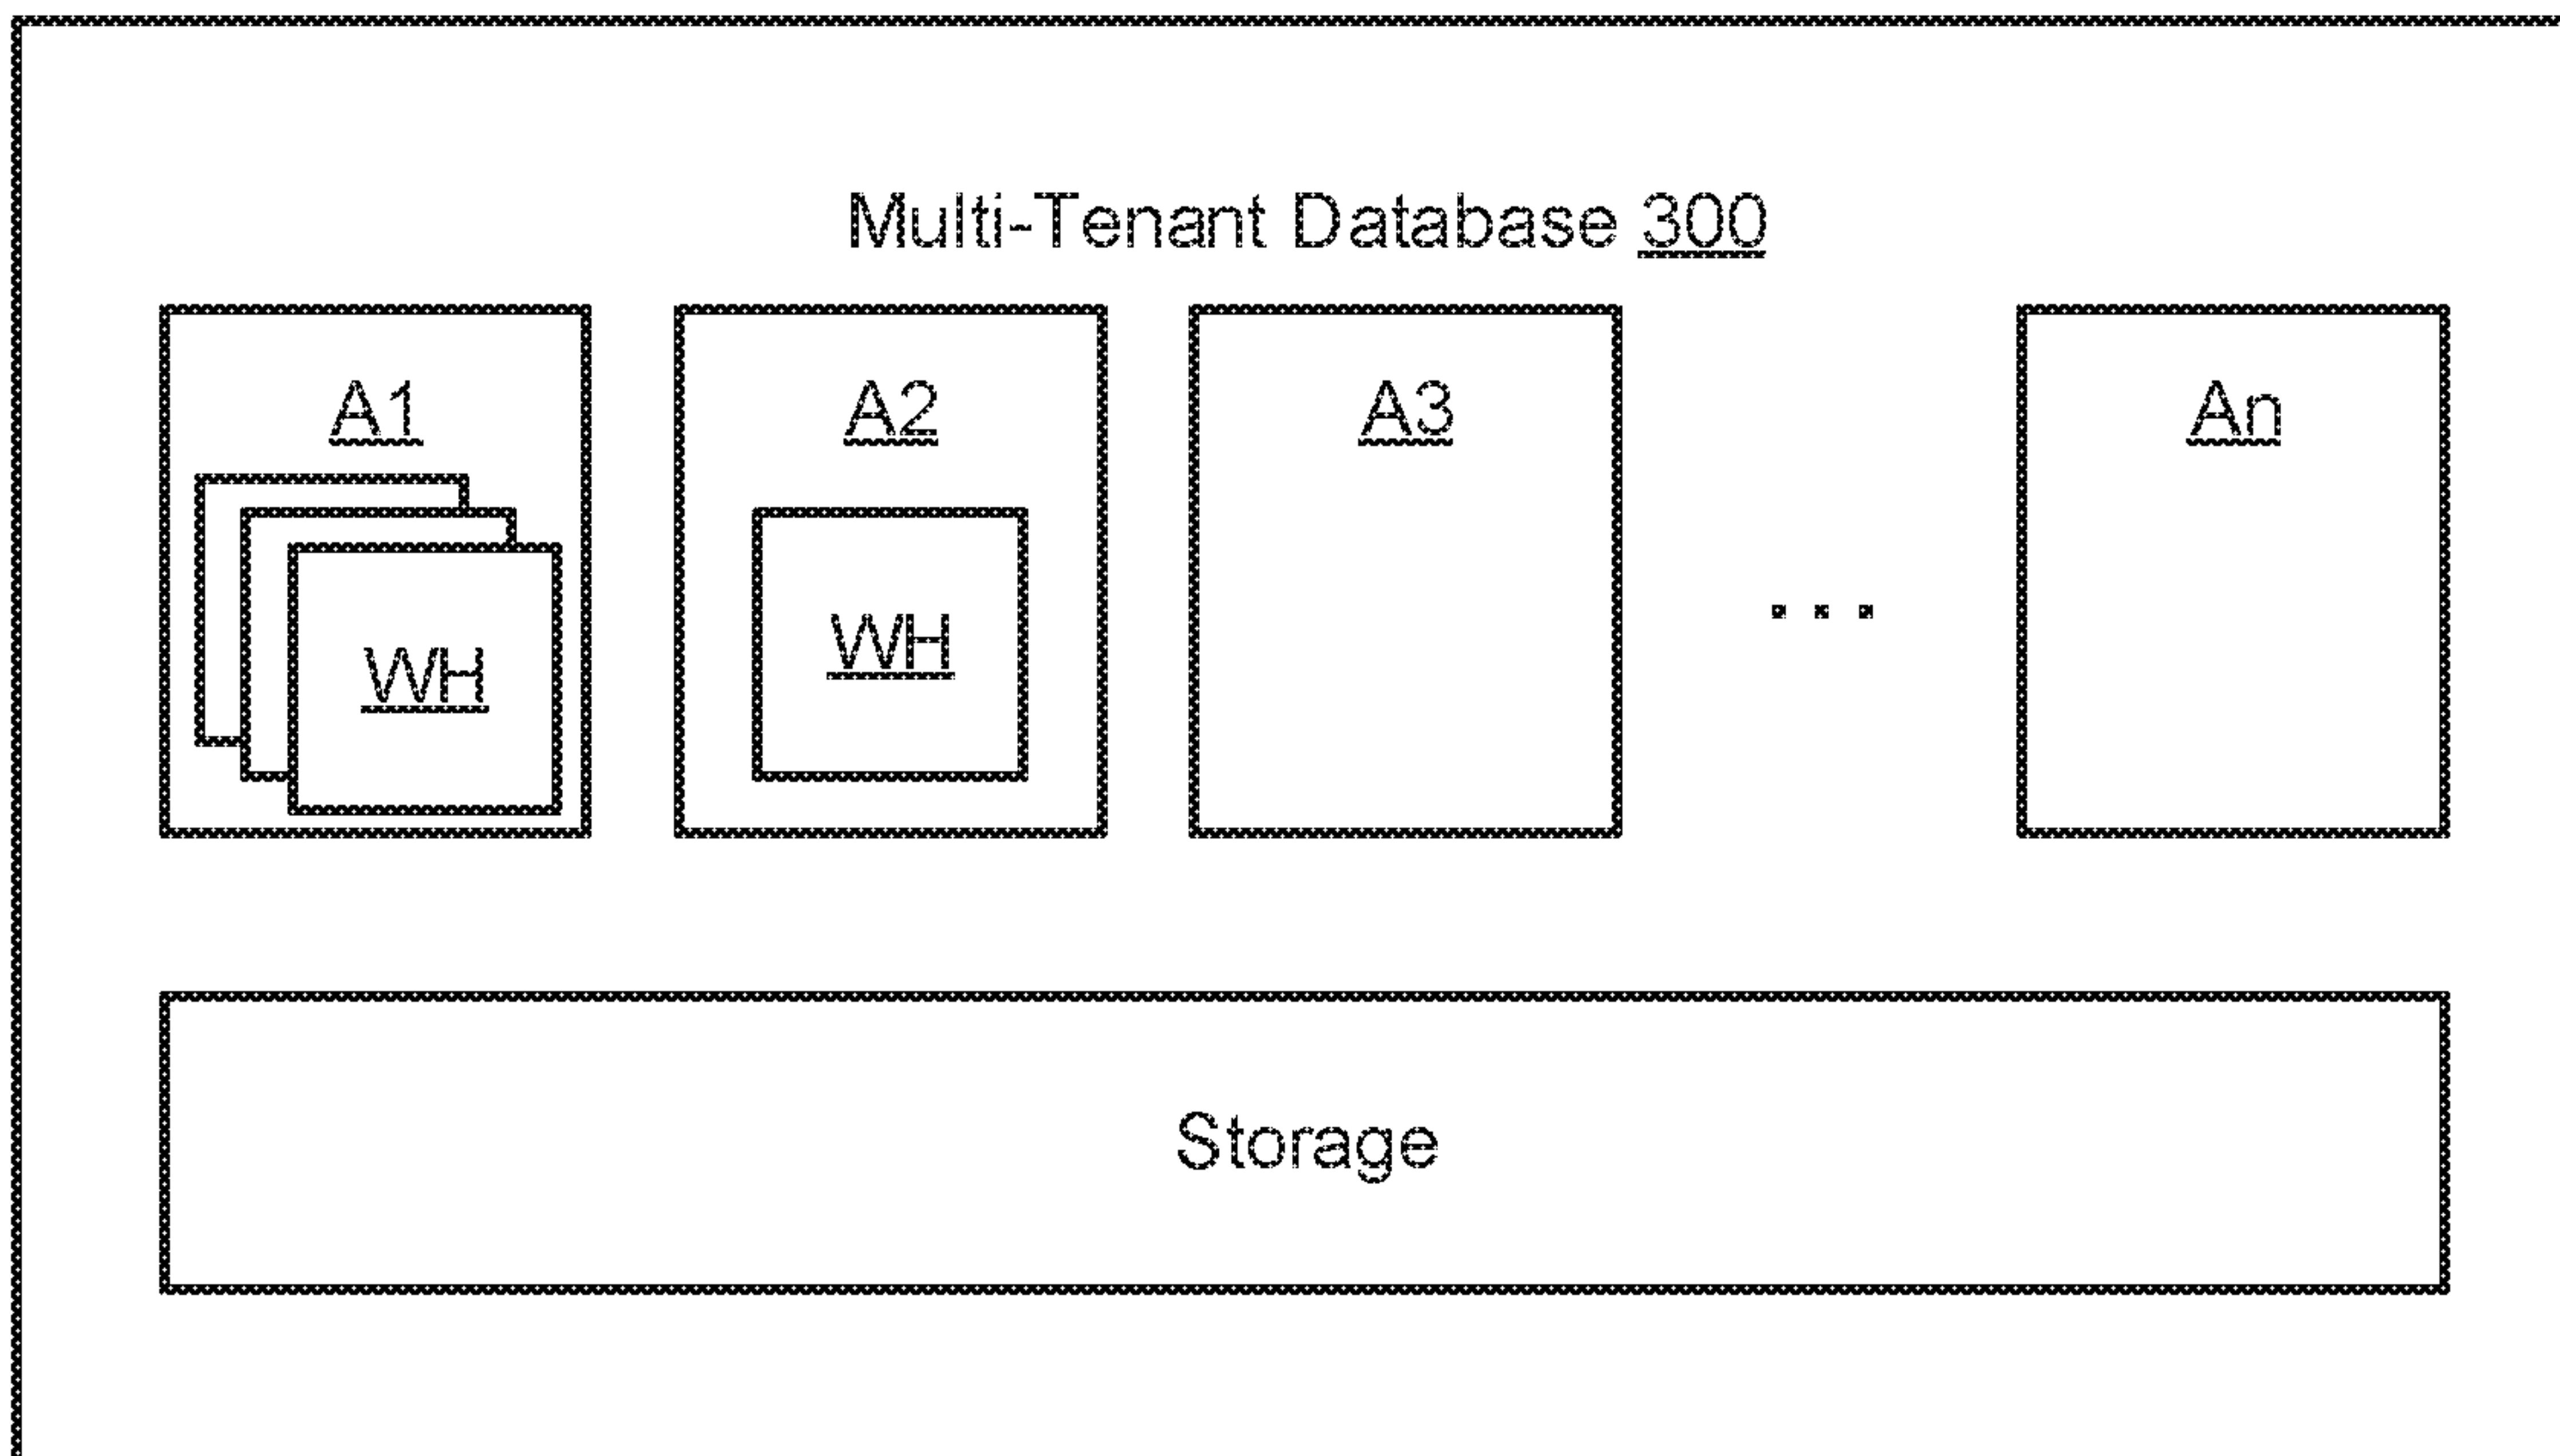 Multi-Tenant Database 300
A1 A2 A3 An
WH WH
...
Storage